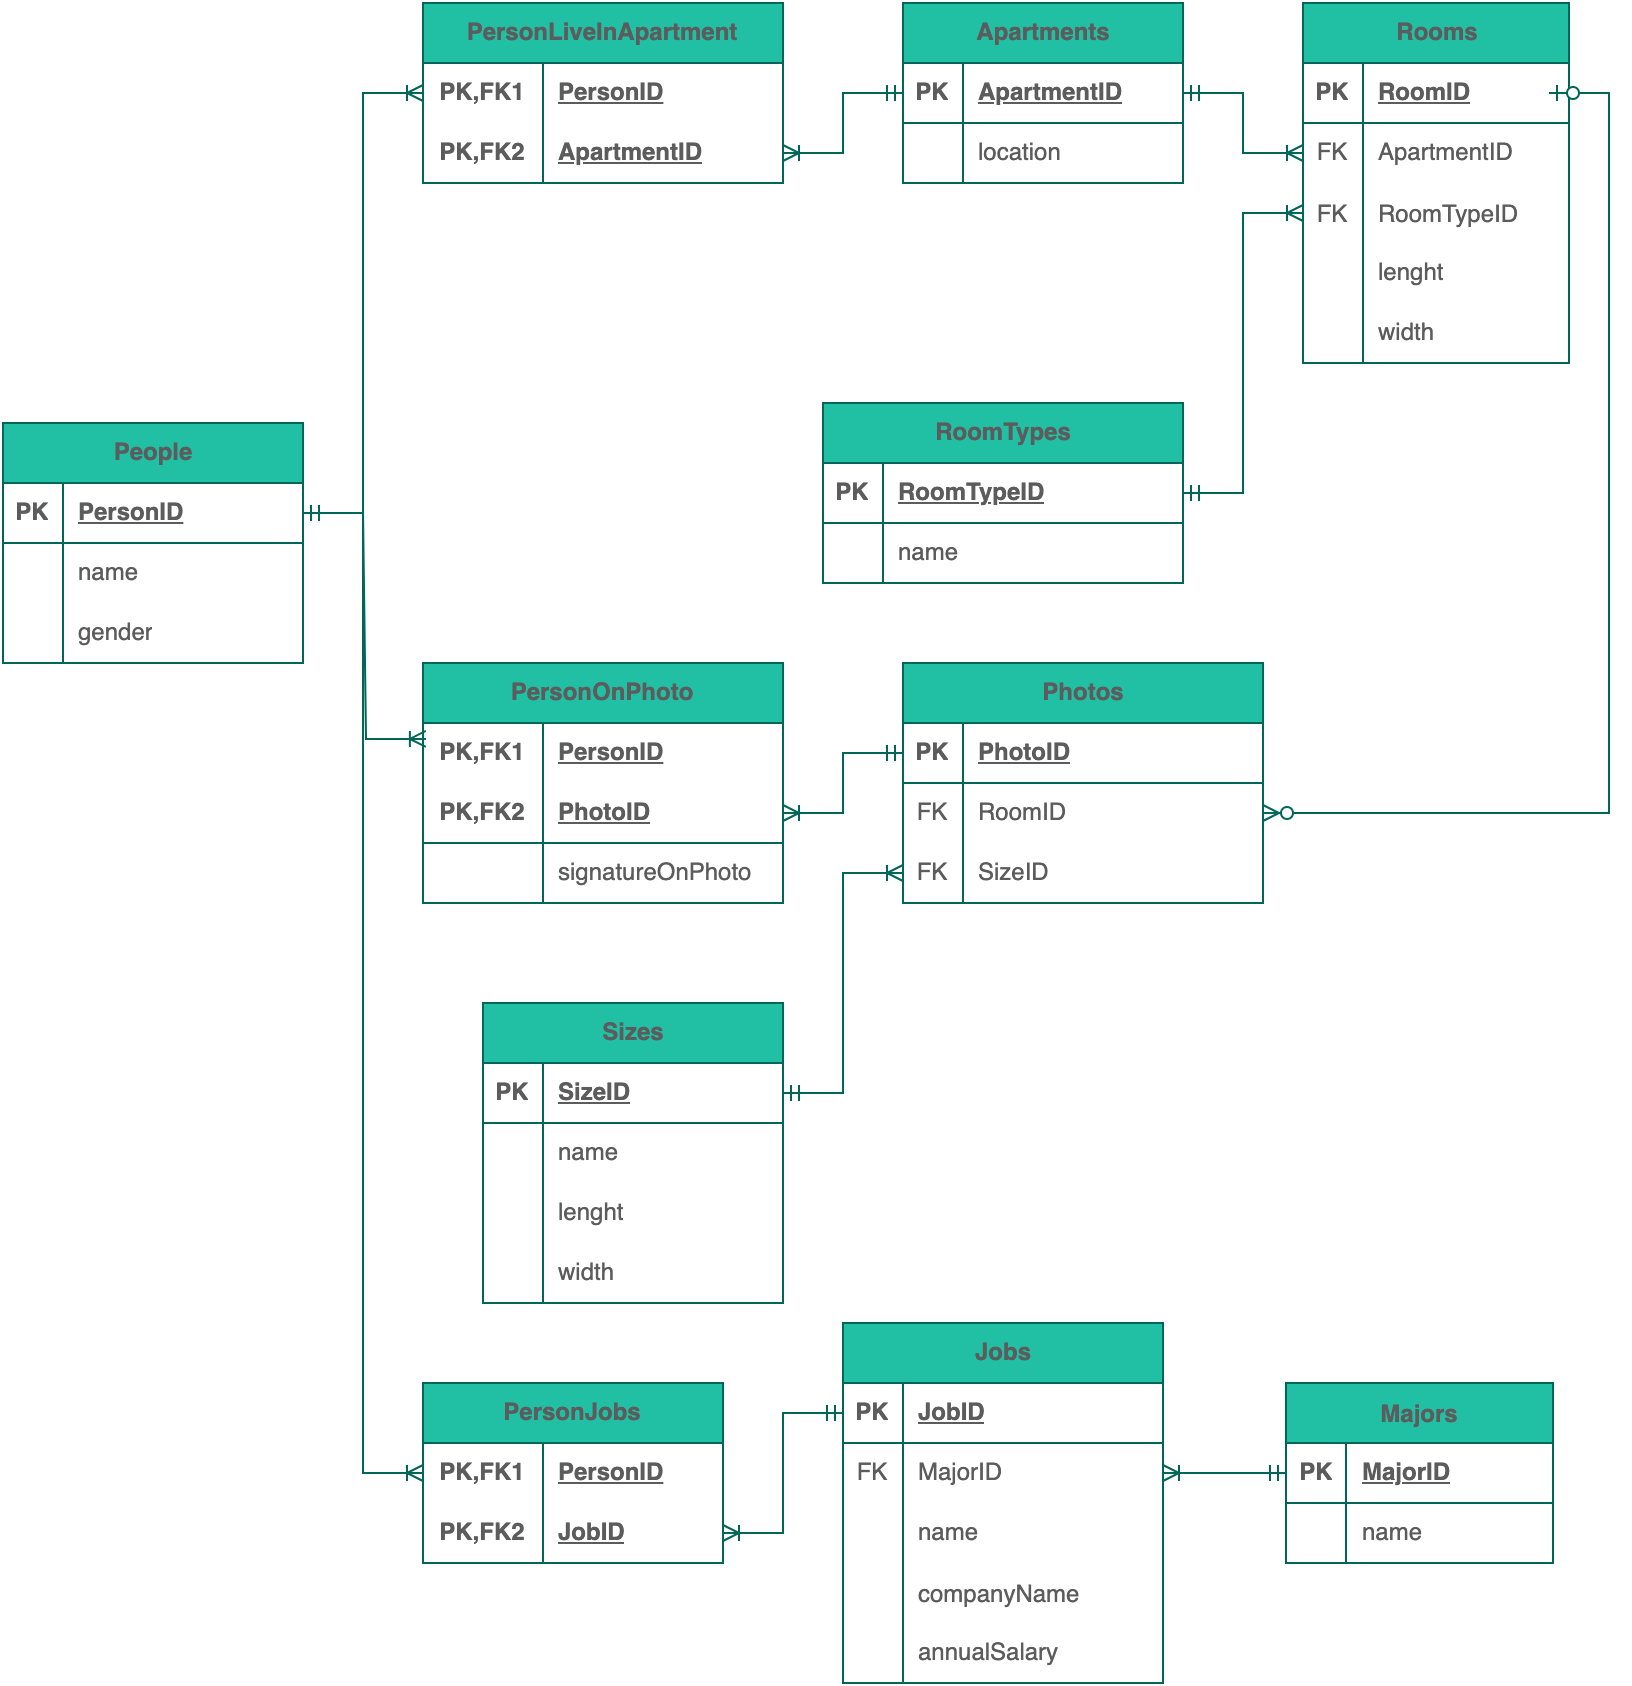 PersonLiveInApartment
PK,FK1 PersonID
PK,FK2 ApartmentID
Apartments
PK ApartmentID
location
Rooms
PK RoomID
FK ApartmentID
FK RoomTypeID
lenght
width
RoomTypes
PK RoomTypeID
name
People
PK PersonID
name
gender
PersonOnPhoto
PK,FK1 PersonID
PK,FK2 PhotoID
signatureOnPhoto
Photos
PK PhotoID
FK RoomID
FK SizeID
Sizes
PK SizeID
name
lenght
width
PersonJobs
PK,FK1 PersonID
PK,FK2 JobID
Jobs
PK JobID
FK MajorID
name
companyName
annualSalary
Majors
PK MajorID
name